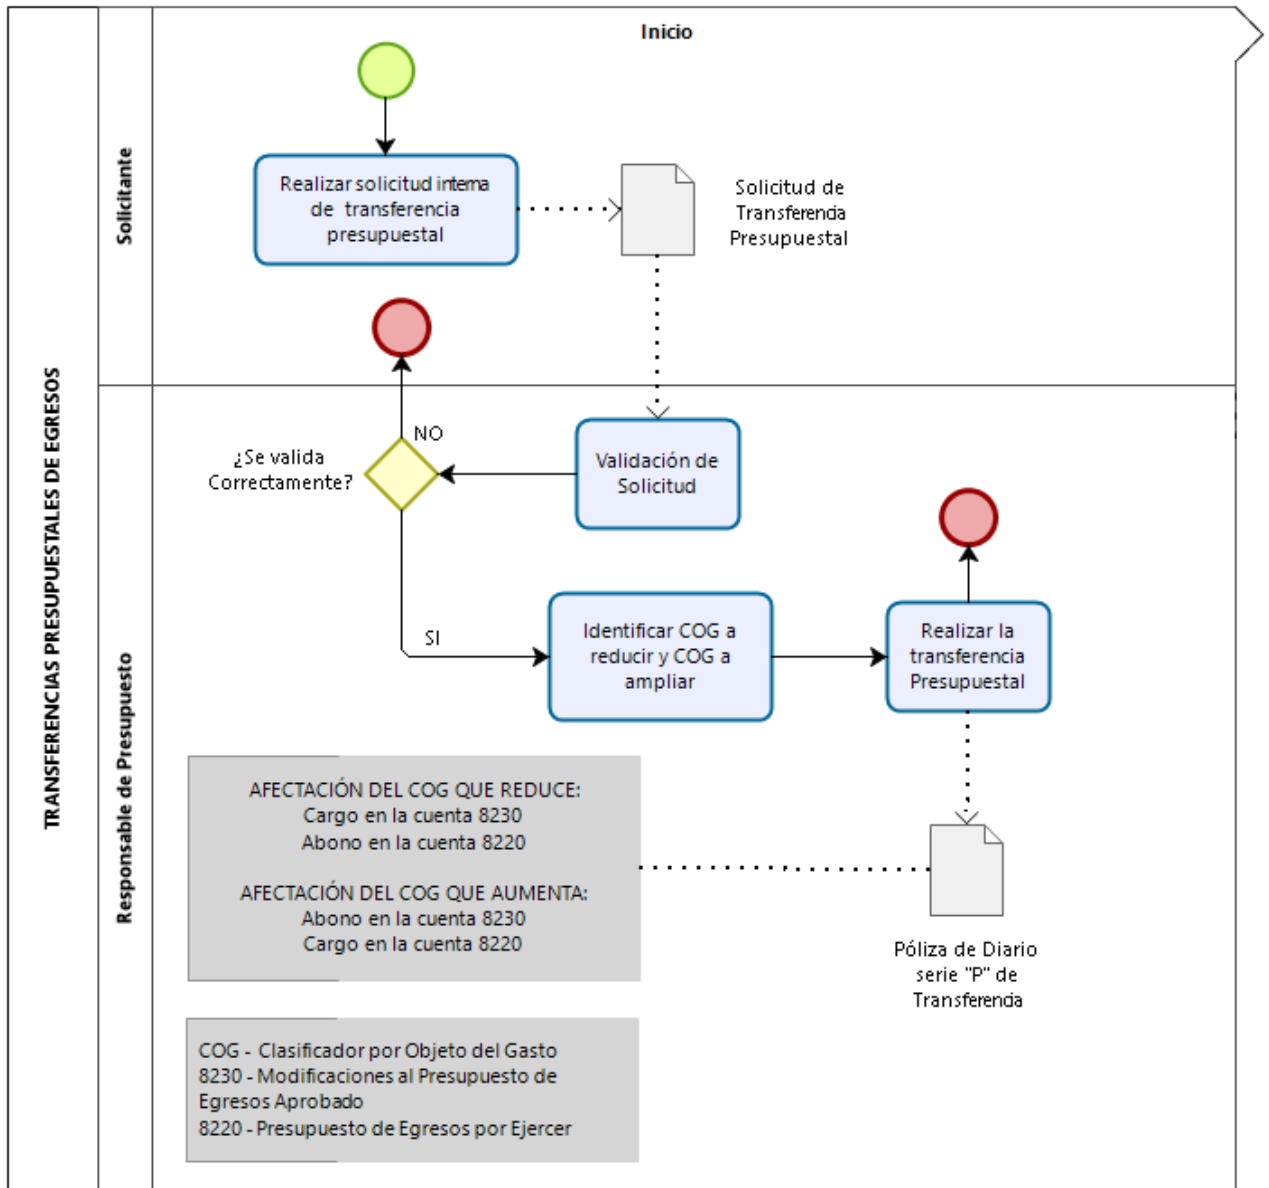 Inicio
TRANSFERENCIAS PRESUPUESTALES DE EGRESOS
Solicitante
Realizar solicitud interna
de transferencia
presupuestal
Solicitud de
Transferencia
Presupuestal
Responsable de Presupuesto
¿Se valida
Correctamente?
NO
Validación de
Solicitud
SI
Identificar COG a
reducir y COG a
ampliar
Realizar la
transferencia
Presupuestal
AFECTACIÓN DEL COG QUE REDUCE:
Cargo en la cuenta 8230
Abono en la cuenta 8220
AFECTACIÓN DEL COG QUE AUMENTA:
Abono en la cuenta 8230
Cargo en la cuenta 8220
Póliza de Diario
serie "P" de
Transferencia
COG - Clasificador por Objeto del Gasto
8230 - Modificaciones al Presupuesto de
Egresos Aprobado
8220 - Presupuesto de Egresos por Ejercer